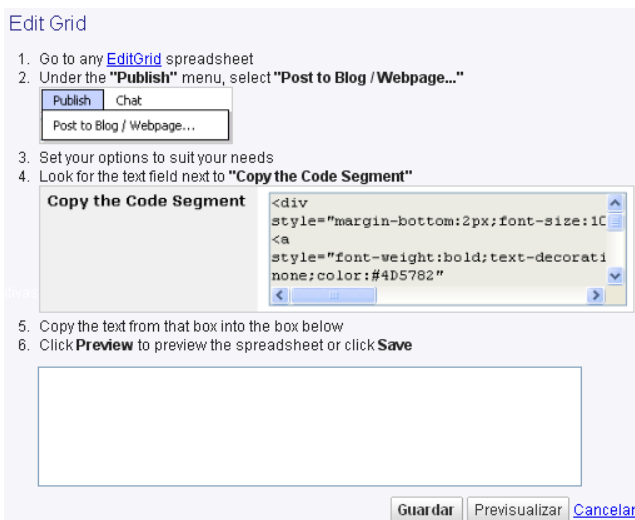 Edit Grid
1. Go to any EditGrid spreadsheet
2. Under the "Publish" menu, select "Post to Blog / Webpage..."
Publish Chat
Post to Blog / Webpage...
3. Set your options to suit your needs
4. Look for the text field next to "Copy the Code Segment"
Copy the Code Segment
<div
style="margin-bottom:2px;font-size:10
<a
style="font-weight:bold;text-decorati
none;color:#4D5782"
5. Copy the text from that box into the box below
6. Click Preview to preview the spreadsheet or click Save
Guardar Previsualizar Cancelar